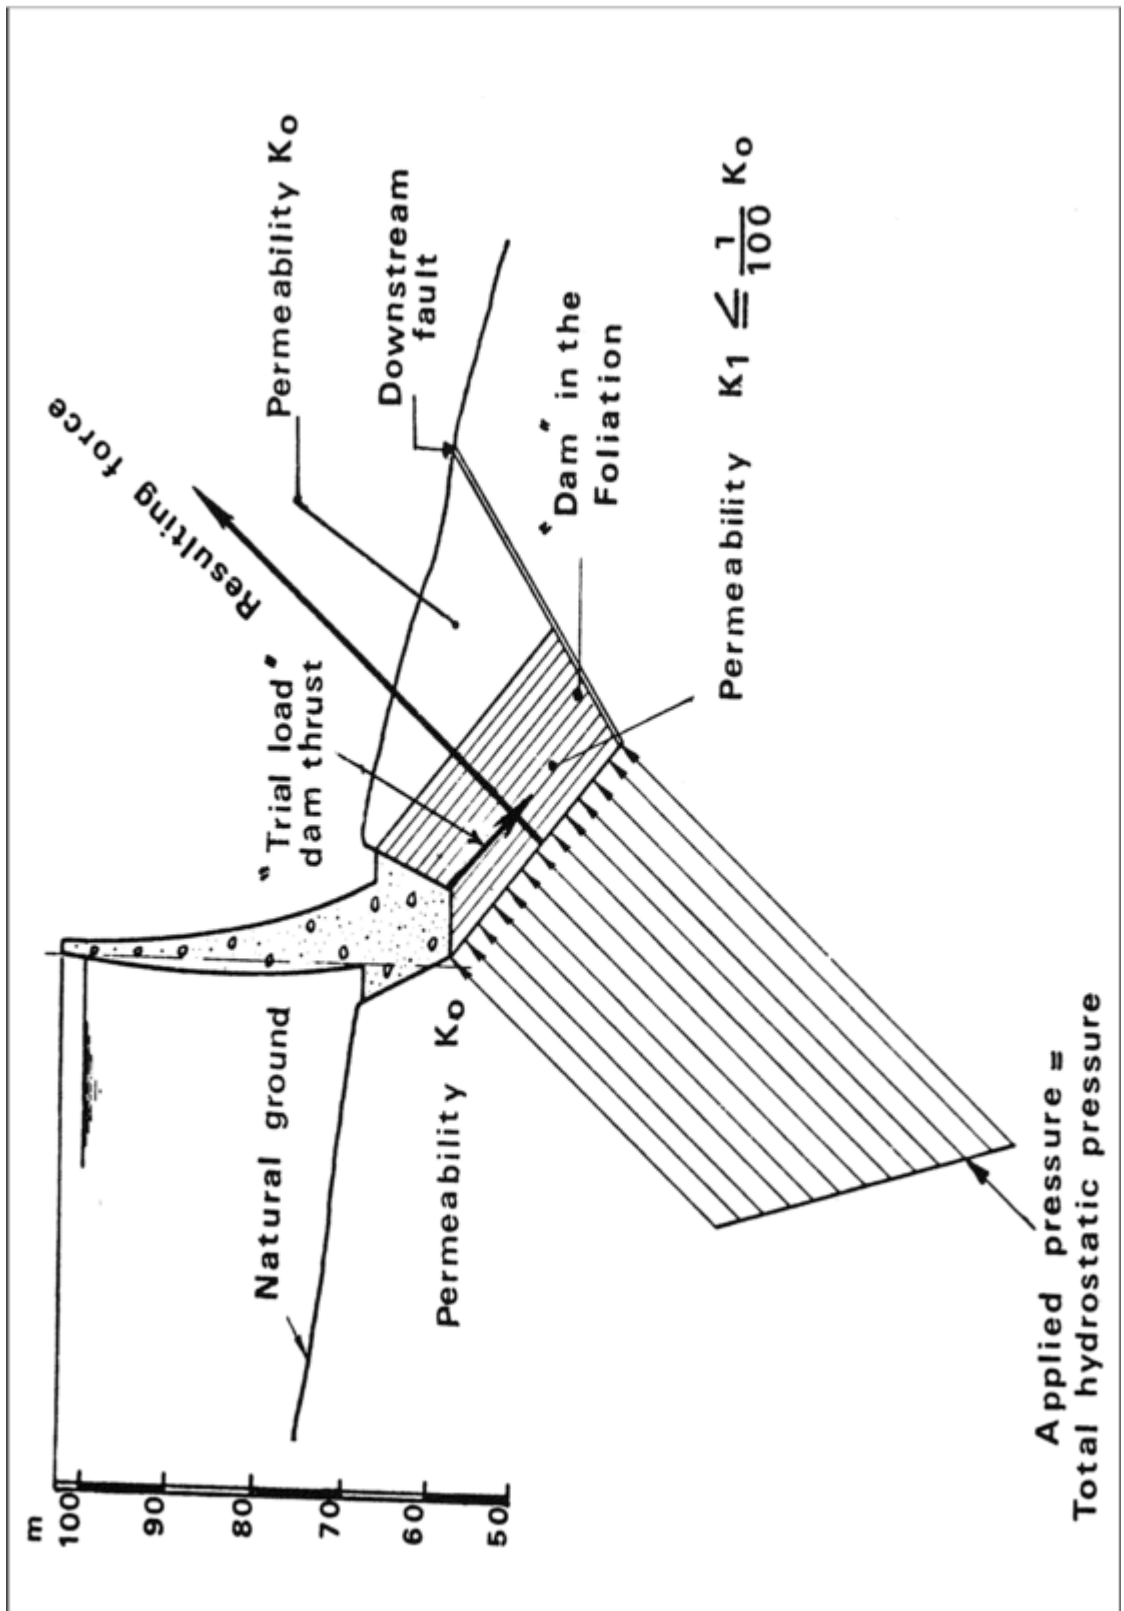 m
100
90
80
70
60
50
Natural ground
Permeability Ko
"Trial load"
dam thrust
Resulting force
Permeability Ko
Downstream
fault
"Dam" in the
Foliation
Permeability K1 ≦ 1/100 Ko
Applied pressure =
Total hydrostatic pressure